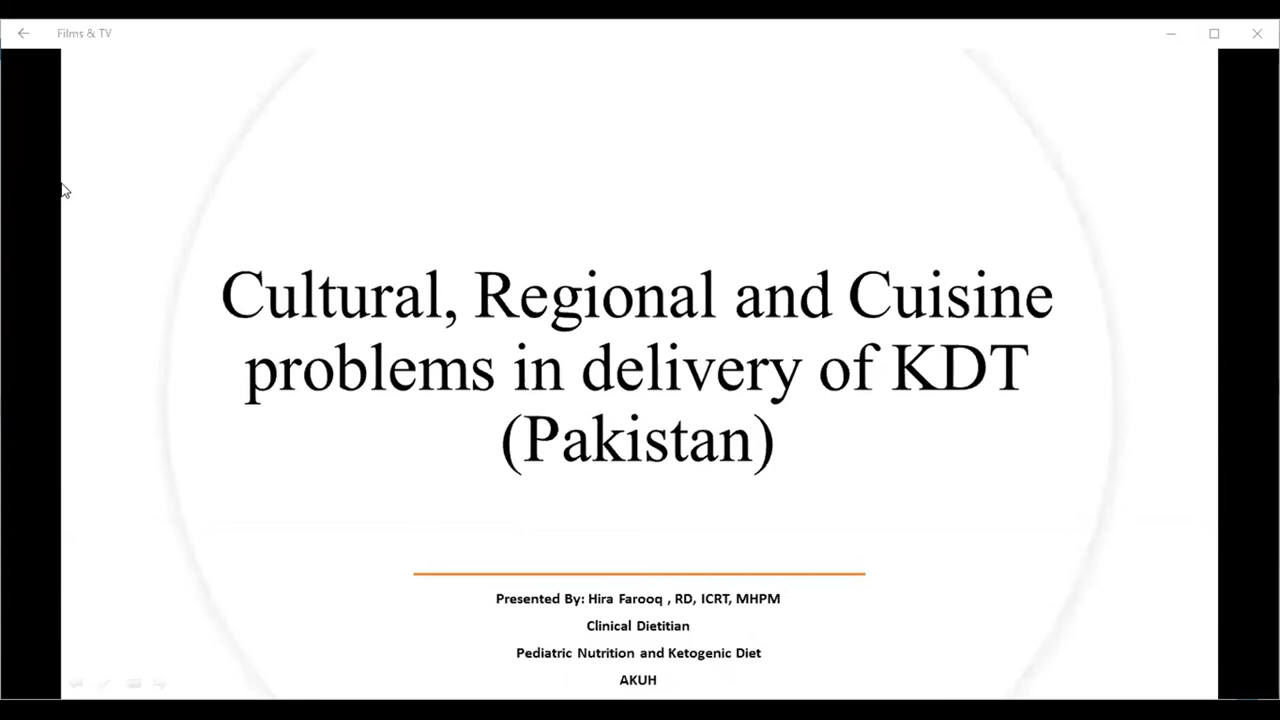 Films & TV
Cultural, Regional and Cuisine
problems in delivery of KDT
(Pakistan)
Presented By: Hira Farooq , RD, ICRT, MHPM
Clinical Dietitian
Pediatric Nutrition and Ketogenic Diet
AKUH